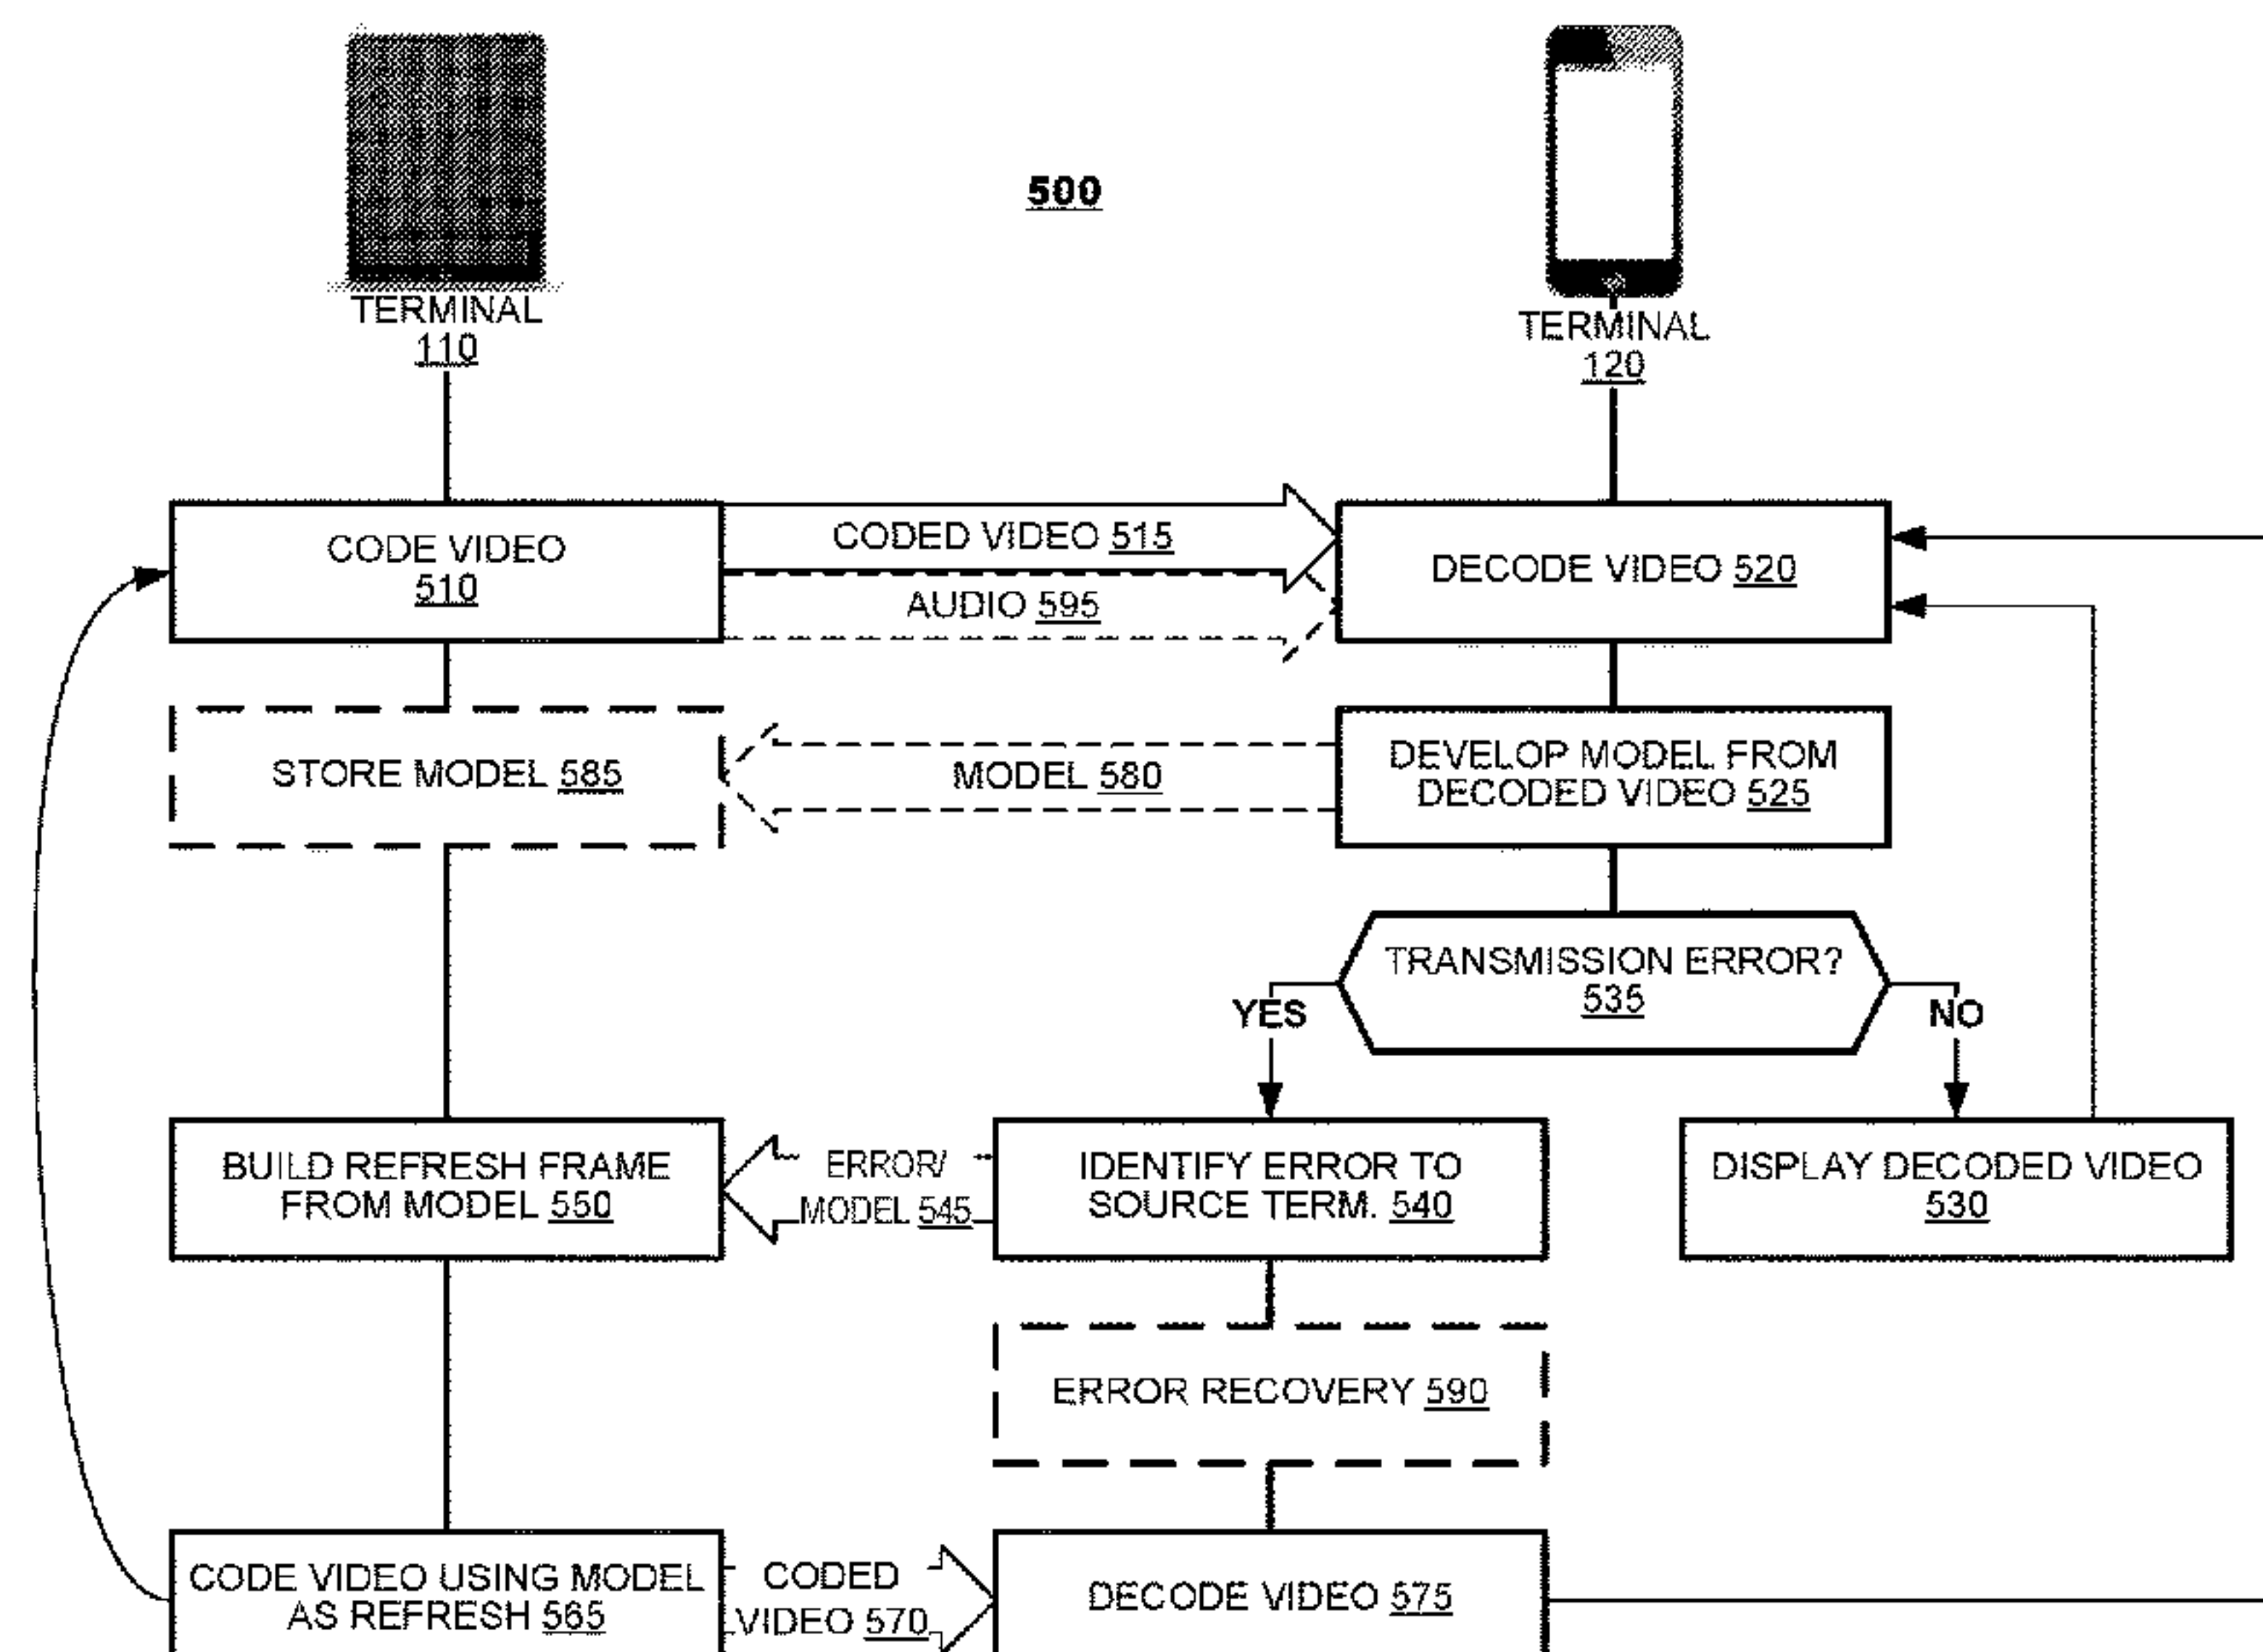 500
TERMINAL
110
TERMINAL
120
CODE VIDEO
510
CODED VIDEO 515
AUDIO 595
DECODE VIDEO 520
STORE MODEL 585
MODEL 580
DEVELOP MODEL FROM
DECODED VIDEO 525
TRANSMISSION ERROR?
535
YES
NO
BUILD REFRESH FRAME
FROM MODEL 550
ERROR/
MODEL 545
IDENTIFY ERROR TO
SOURCE TERM. 540
DISPLAY DECODED VIDEO
530
ERROR RECOVERY 590
CODE VIDEO USING MODEL
AS REFRESH 565
CODED
VIDEO 570
DECODE VIDEO 575